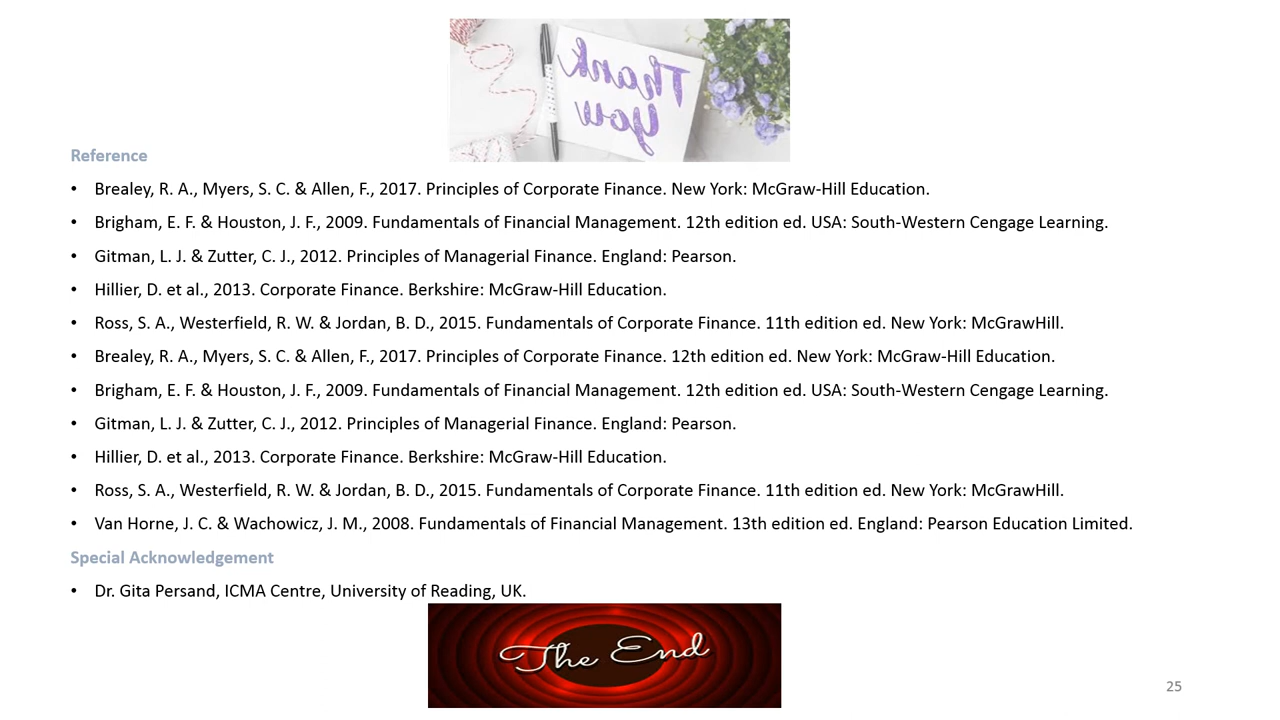 Thank
You
Reference
• Brealey, R. A., Myers, S. C. & Allen, F., 2017. Principles of Corporate Finance. New York: McGraw-Hill Education.
• Brigham, E. F. & Houston, J. F., 2009. Fundamentals of Financial Management. 12th edition ed. USA: South-Western Cengage Learning.
• Gitman, L. J. & Zutter, C. J., 2012. Principles of Managerial Finance. England: Pearson.
• Hillier, D. et al., 2013. Corporate Finance. Berkshire: McGraw-Hill Education.
• Ross, S. A., Westerfield, R. W. & Jordan, B. D., 2015. Fundamentals of Corporate Finance. 11th edition ed. New York: McGrawHill.
• Brealey, R. A., Myers, S. C. & Allen, F., 2017. Principles of Corporate Finance. 12th edition ed. New York: McGraw-Hill Education.
• Brigham, E. F. & Houston, J. F., 2009. Fundamentals of Financial Management. 12th edition ed. USA: South-Western Cengage Learning.
• Gitman, L. J. & Zutter, C. J., 2012. Principles of Managerial Finance. England: Pearson.
• Hillier, D. et al., 2013. Corporate Finance. Berkshire: McGraw-Hill Education.
• Ross, S. A., Westerfield, R. W. & Jordan, B. D., 2015. Fundamentals of Corporate Finance. 11th edition ed. New York: McGrawHill.
• Van Horne, J. C. & Wachowicz, J. M., 2008. Fundamentals of Financial Management. 13th edition ed. England: Pearson Education Limited.
Special Acknowledgement
• Dr. Gita Persand, ICMA Centre, University of Reading, UK.
The End
25